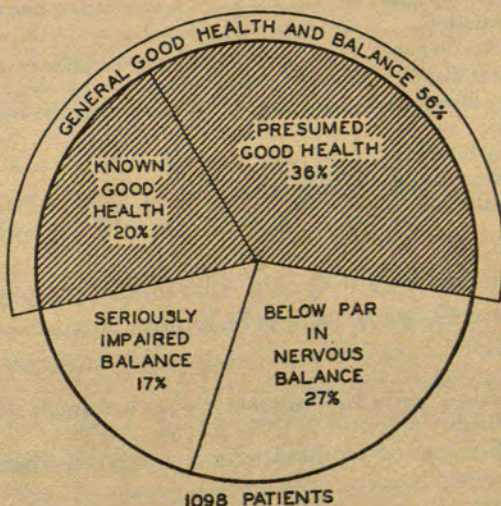 GENERAL GOOD HEALTH AND BALANCE 56%
PRESUMED
GOOD HEALTH
36%
KNOWN
GOOD
HEALTH
20%
SERIOUSLY
IMPAIRED
BALANCE
17%
BELOW PAR
IN
NERVOUS
BALANCE
27%
1098 PATIENTS